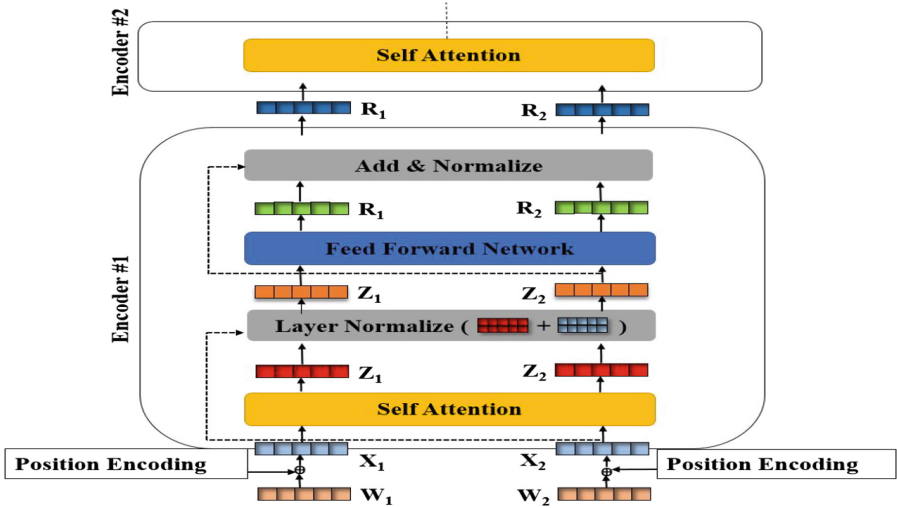 Encoder #2
Self Attention
R1 R2
Encoder #1
Add & Normalize
R1 R2
Feed Forward Network
Z1 Z2
Layer Normalize ( + )
Z1 Z2
Self Attention
X1 X2
Position Encoding Position Encoding
W1 W2